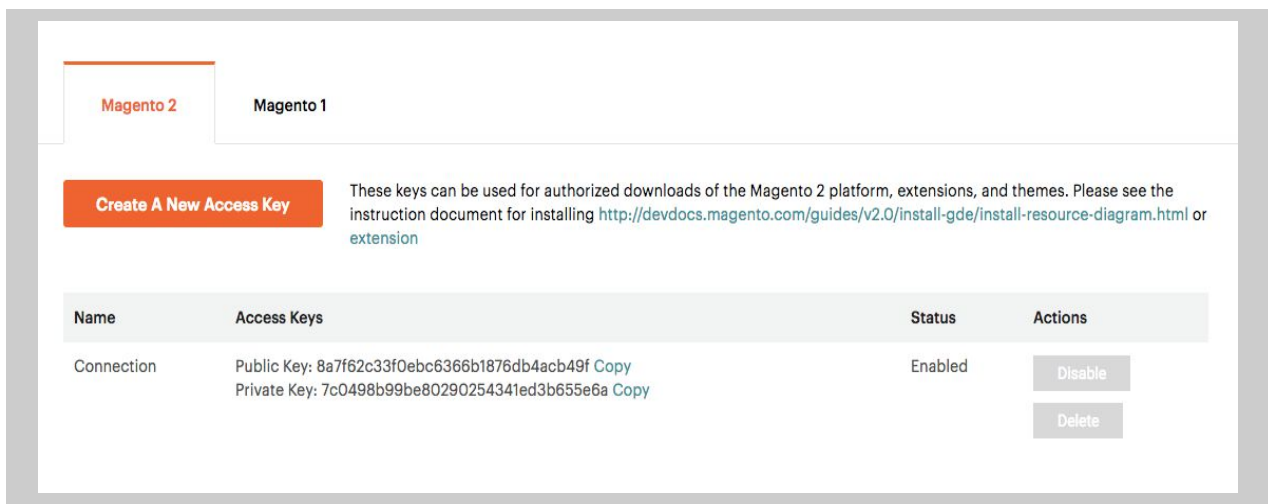 Magento 2
Magento 1
Create A New Access Key
These keys can be used for authorized downloads of the Magento 2 platform, extensions, and themes. Please see the
instruction document for installing http://devdocs.magento.com/guides/v2.0/install-gde/install-resource-diagram.html or
extension
Name Access Keys Status Actions
Connection Public Key: 8a7f62c33f0ebc6366b1876db4acb49f Copy Enabled Disable
Private Key: 7c0498b99be80290254341ed3b655e6a Copy
Delete